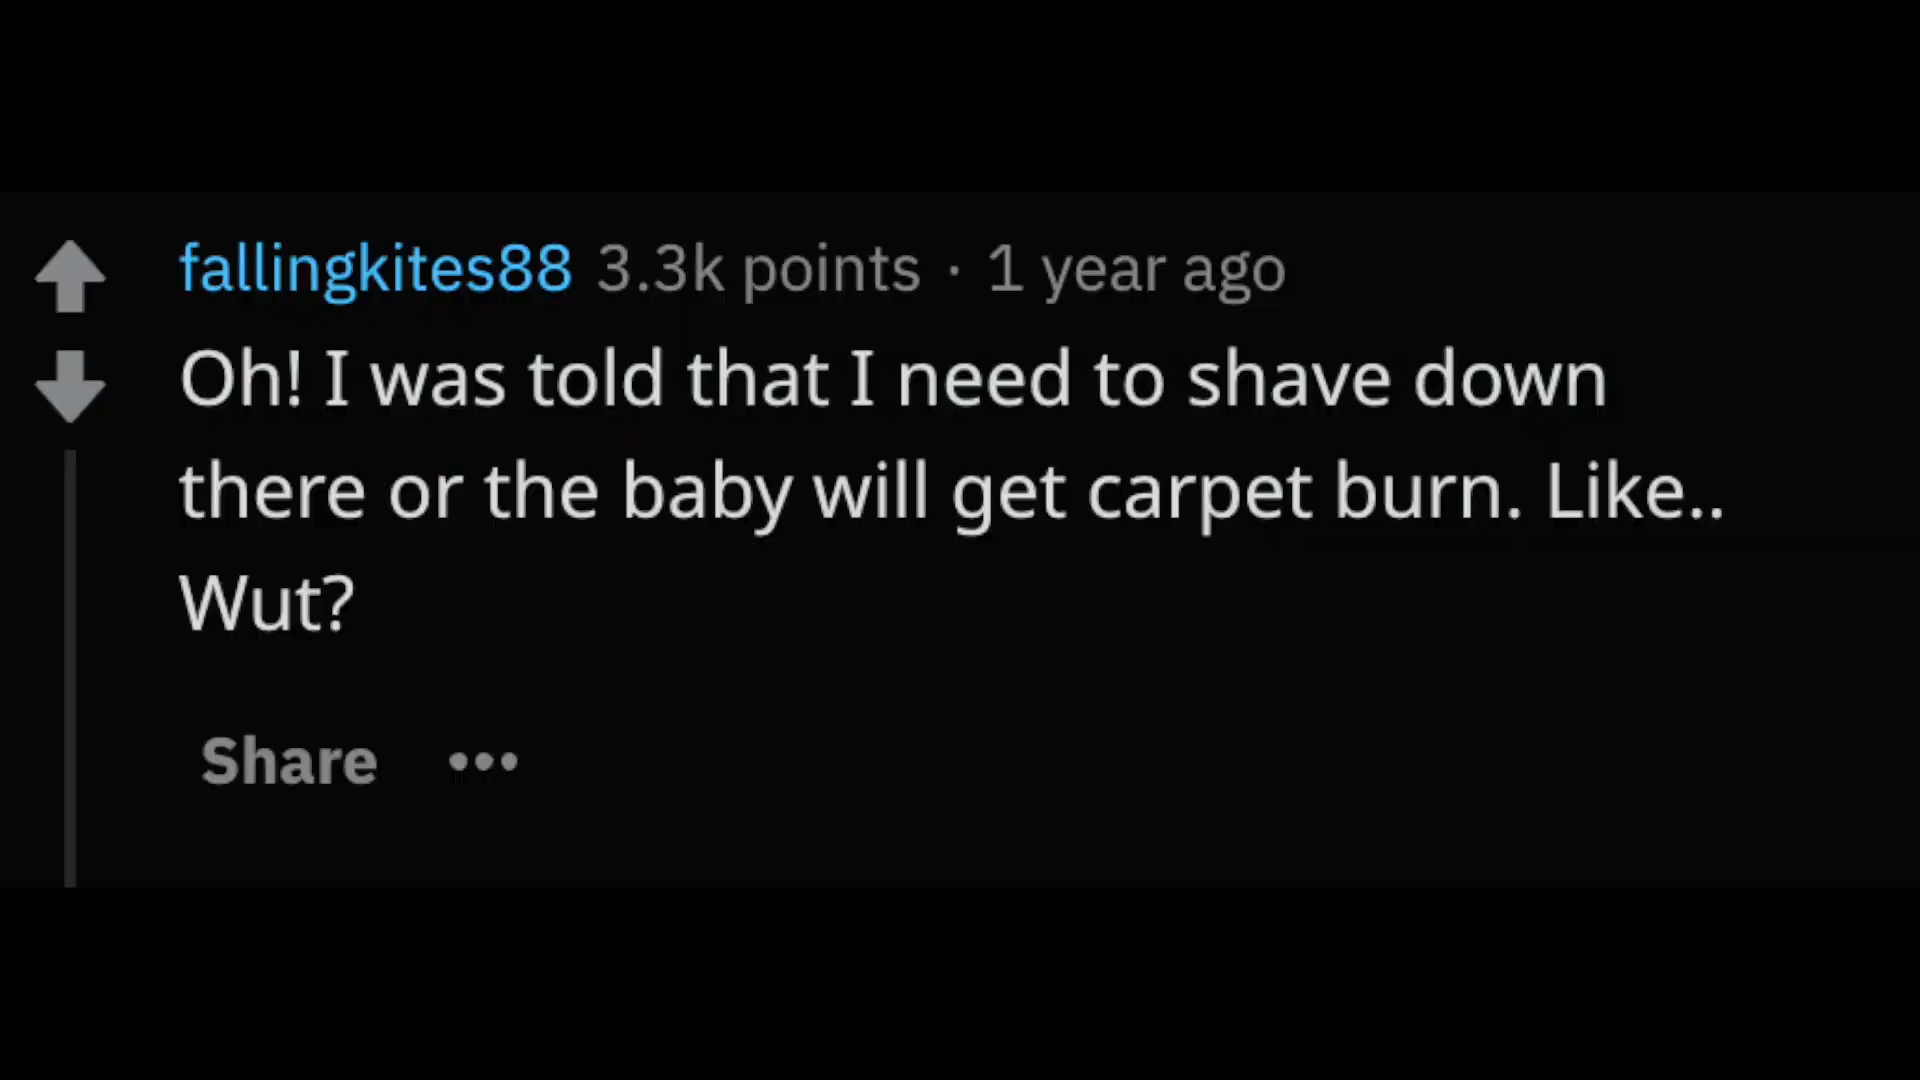 fallingkites88 3.3k points · 1 year ago
Oh! I was told that I need to shave down
there or the baby will get carpet burn. Like..
Wut?
Share •••